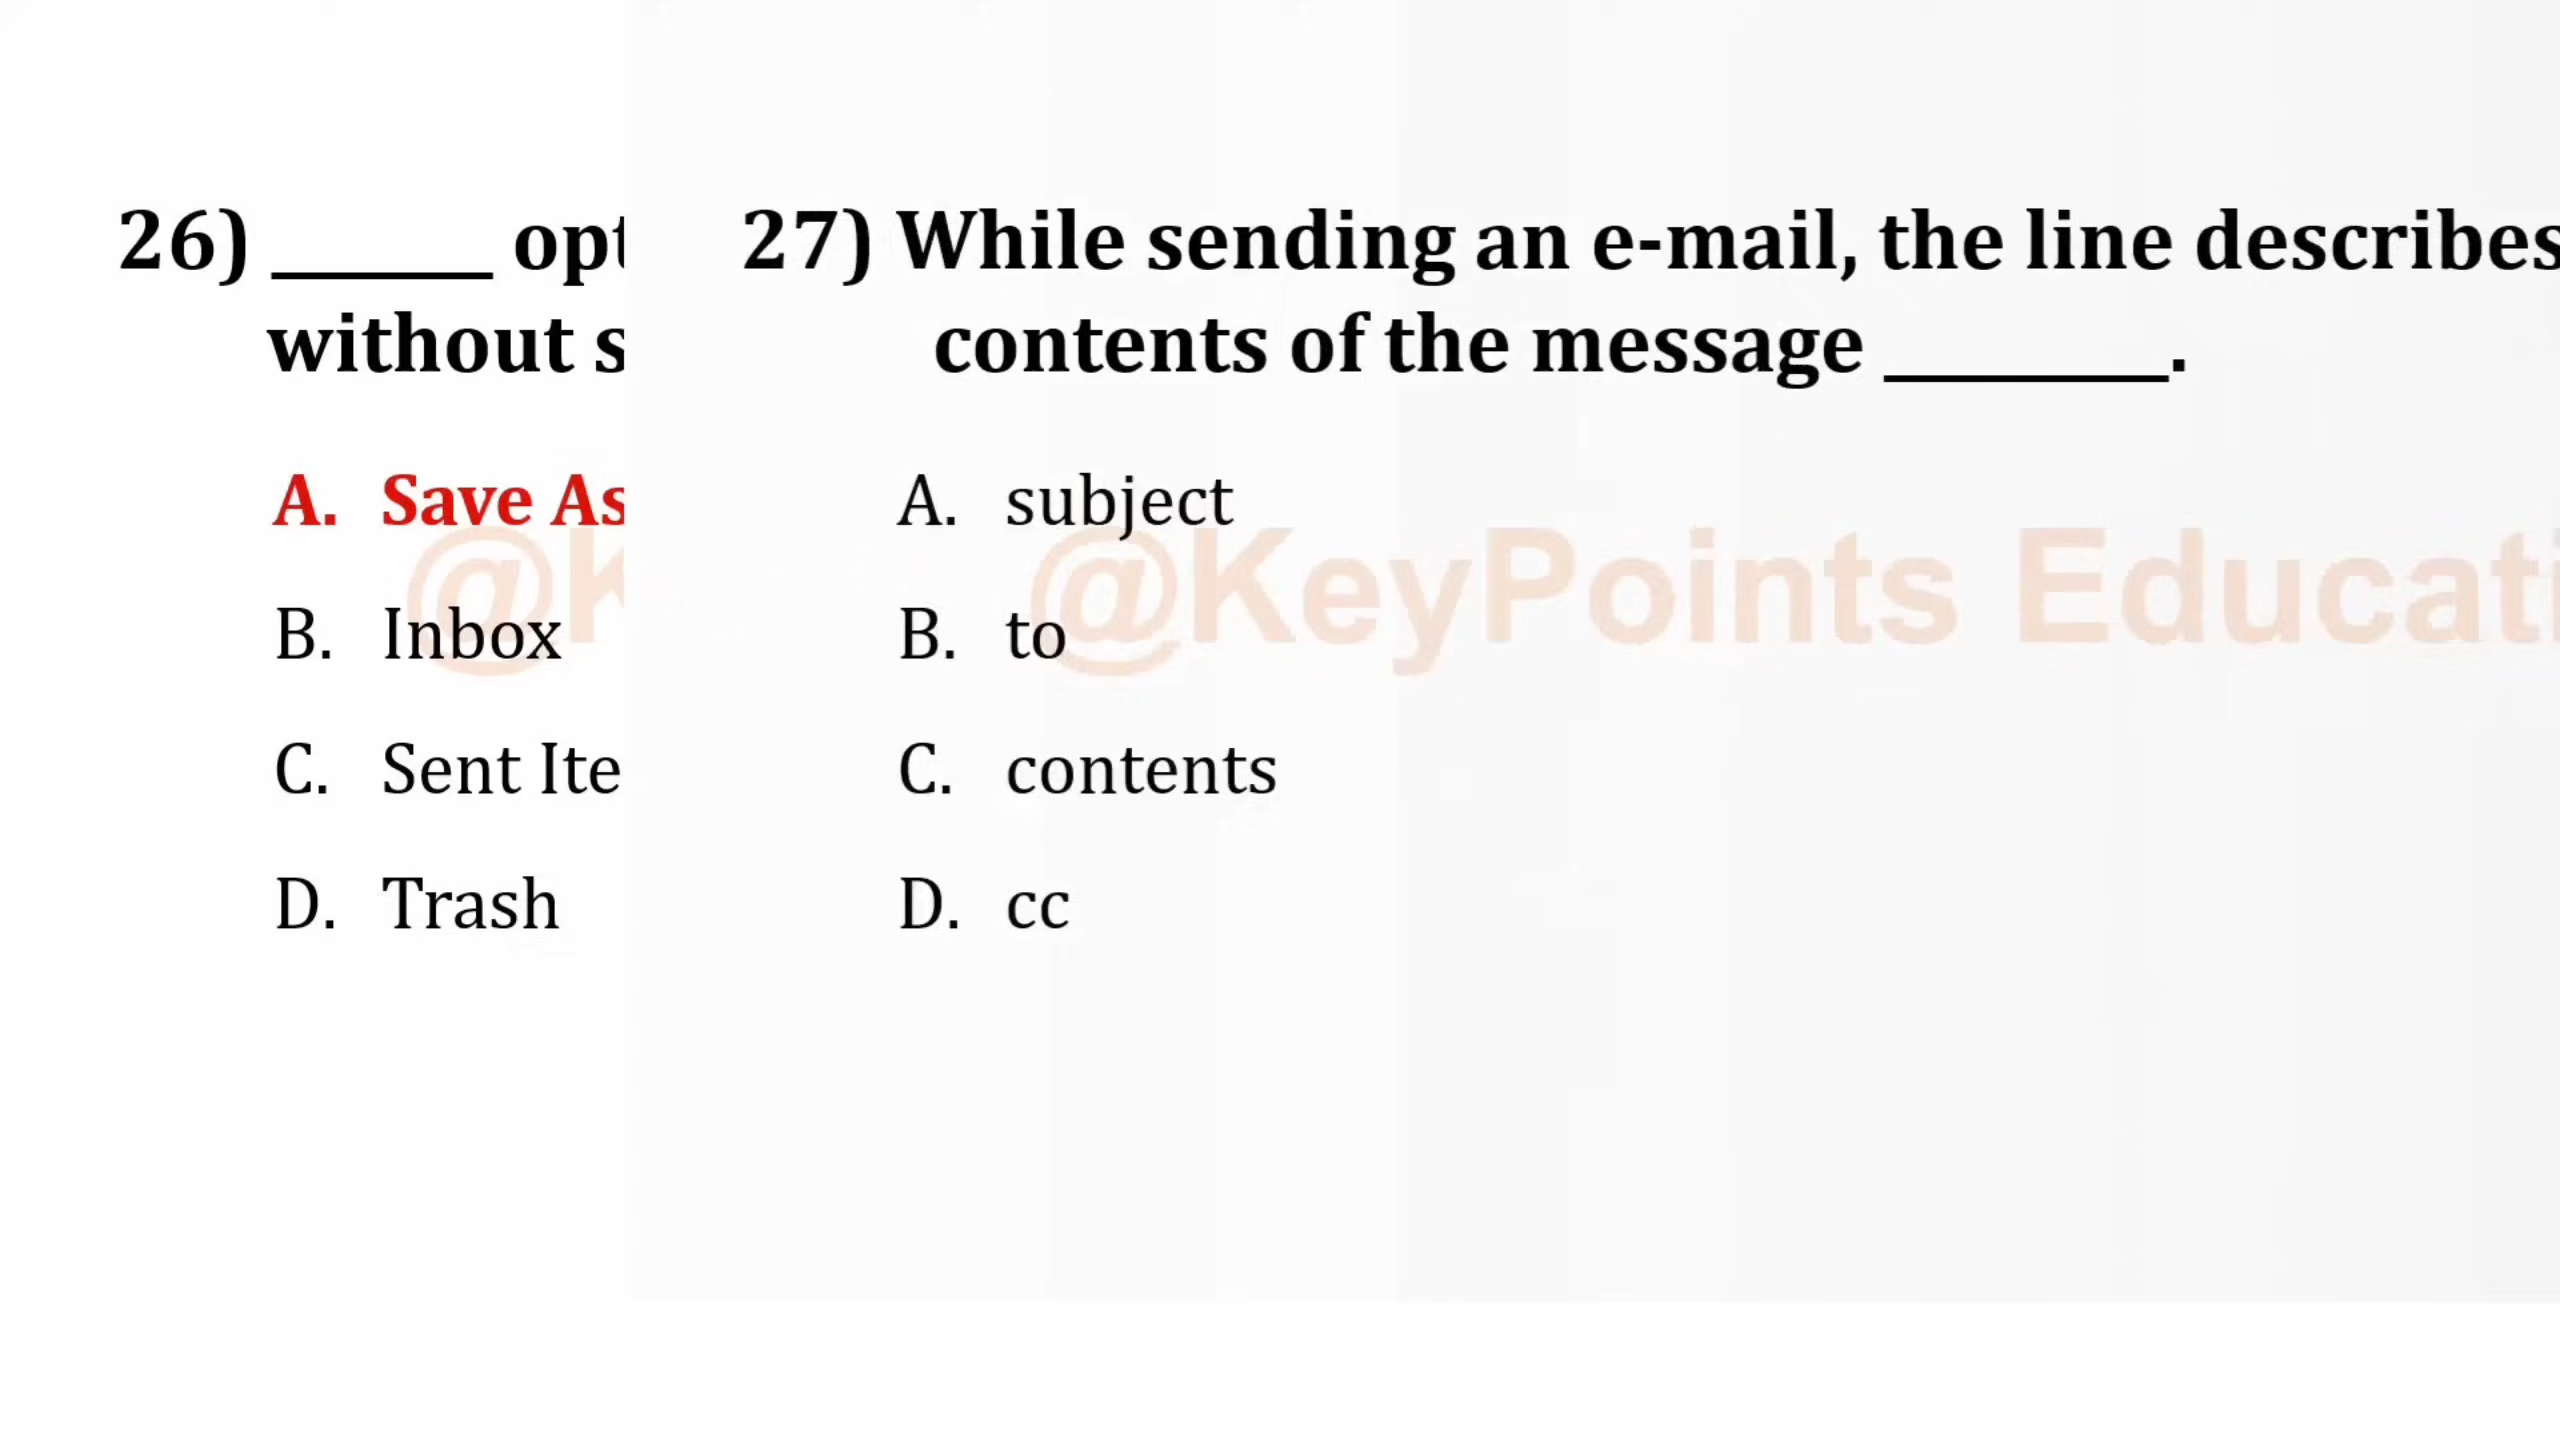 26) ______ opt
without s
A. Save As
B. Inbox
C. Sent Ite
D. Trash
27) While sending an e-mail, the line describes
contents of the message ________.
A. subject
B. to
C. contents
D. cc
@K
@KeyPoints Educati